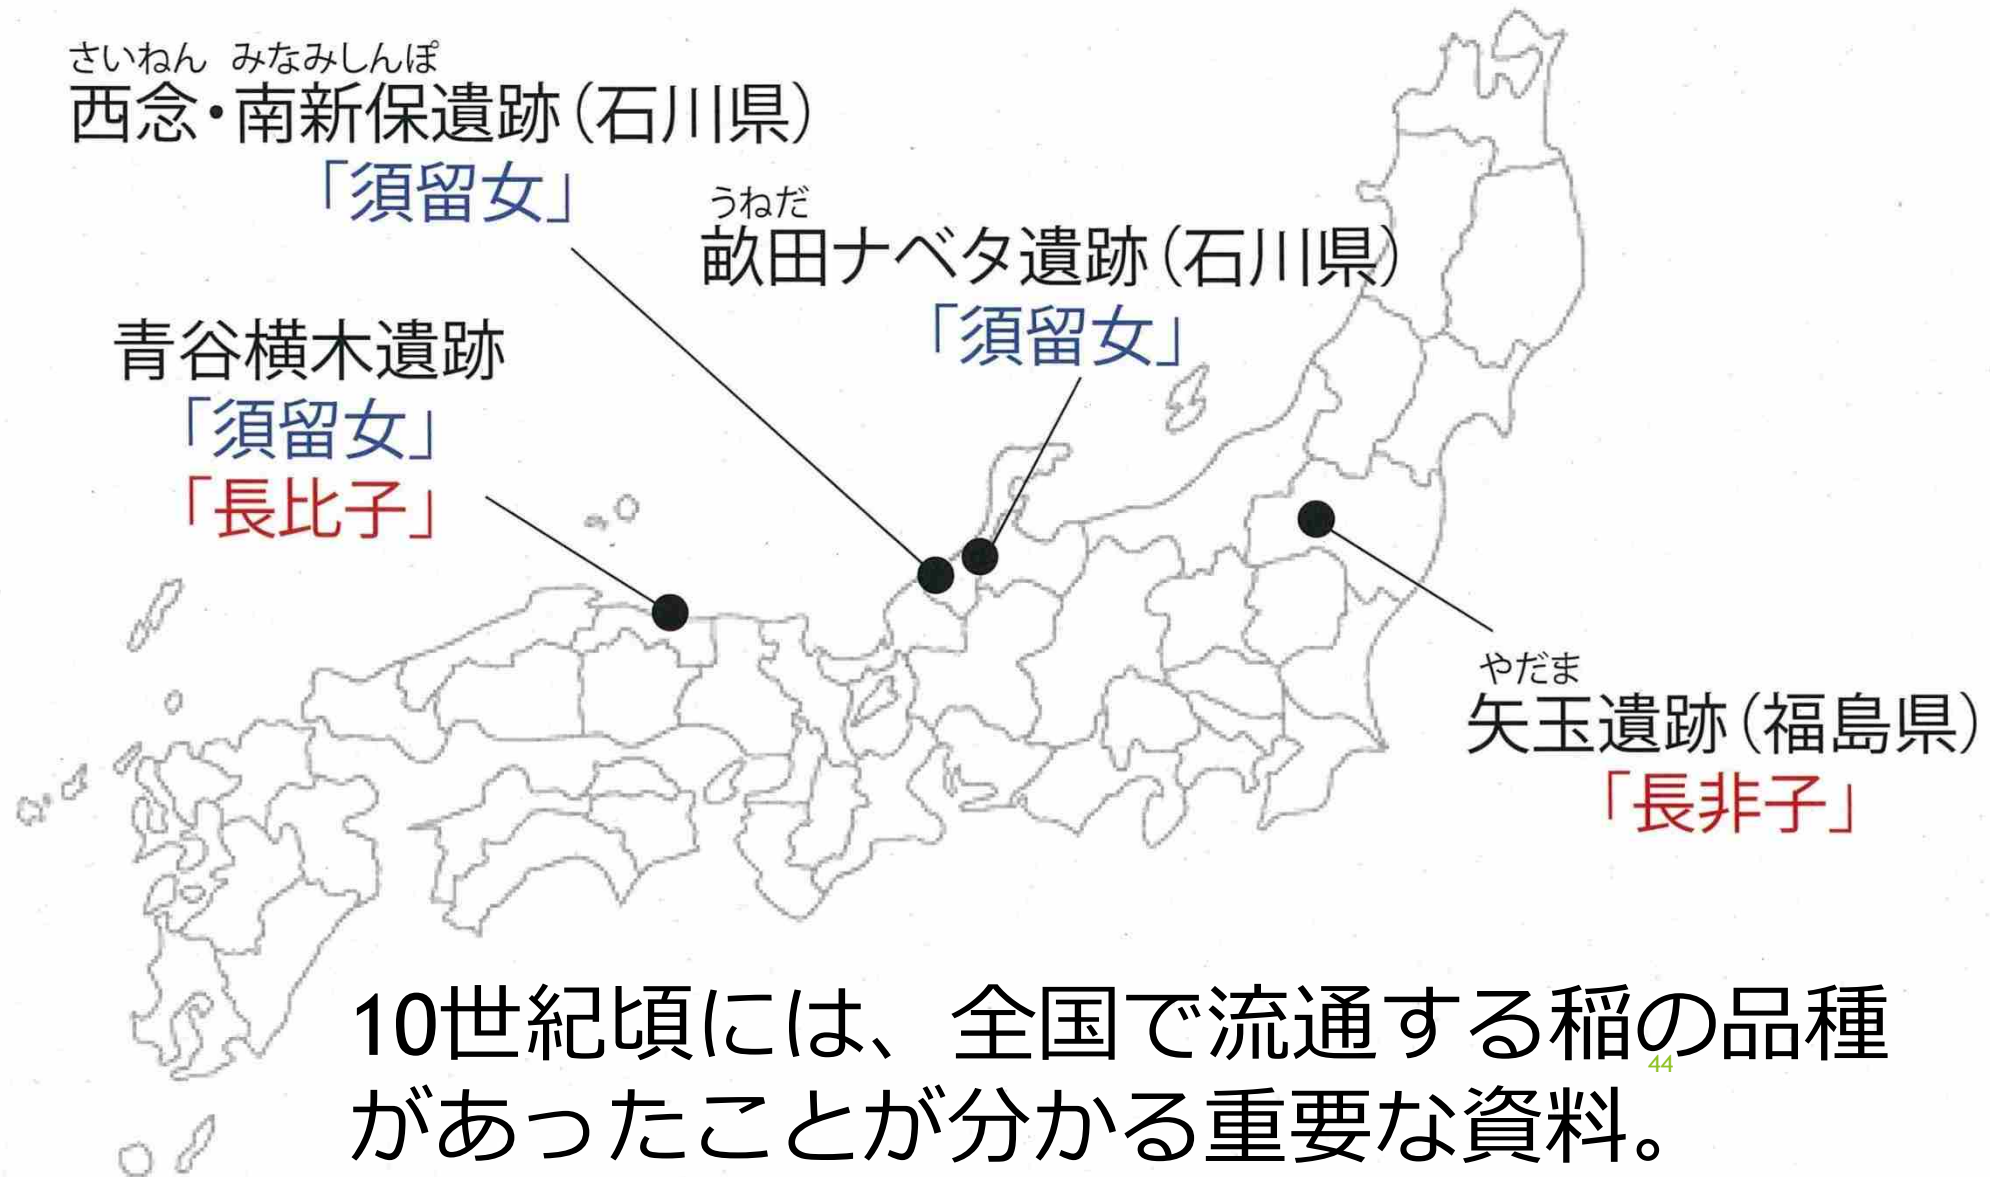 さいねん みなみしんぽ
西念・南新保遺跡（石川県）
「須留女」
うねだ
畝田ナベタ遺跡（石川県）
「須留女」
青谷横木遺跡
「須留女」
「長比子」
やだま
矢玉遺跡（福島県）
「長非子」
10世紀頃には、全国で流通する稲の品種
があったことが分かる重要な資料。
44